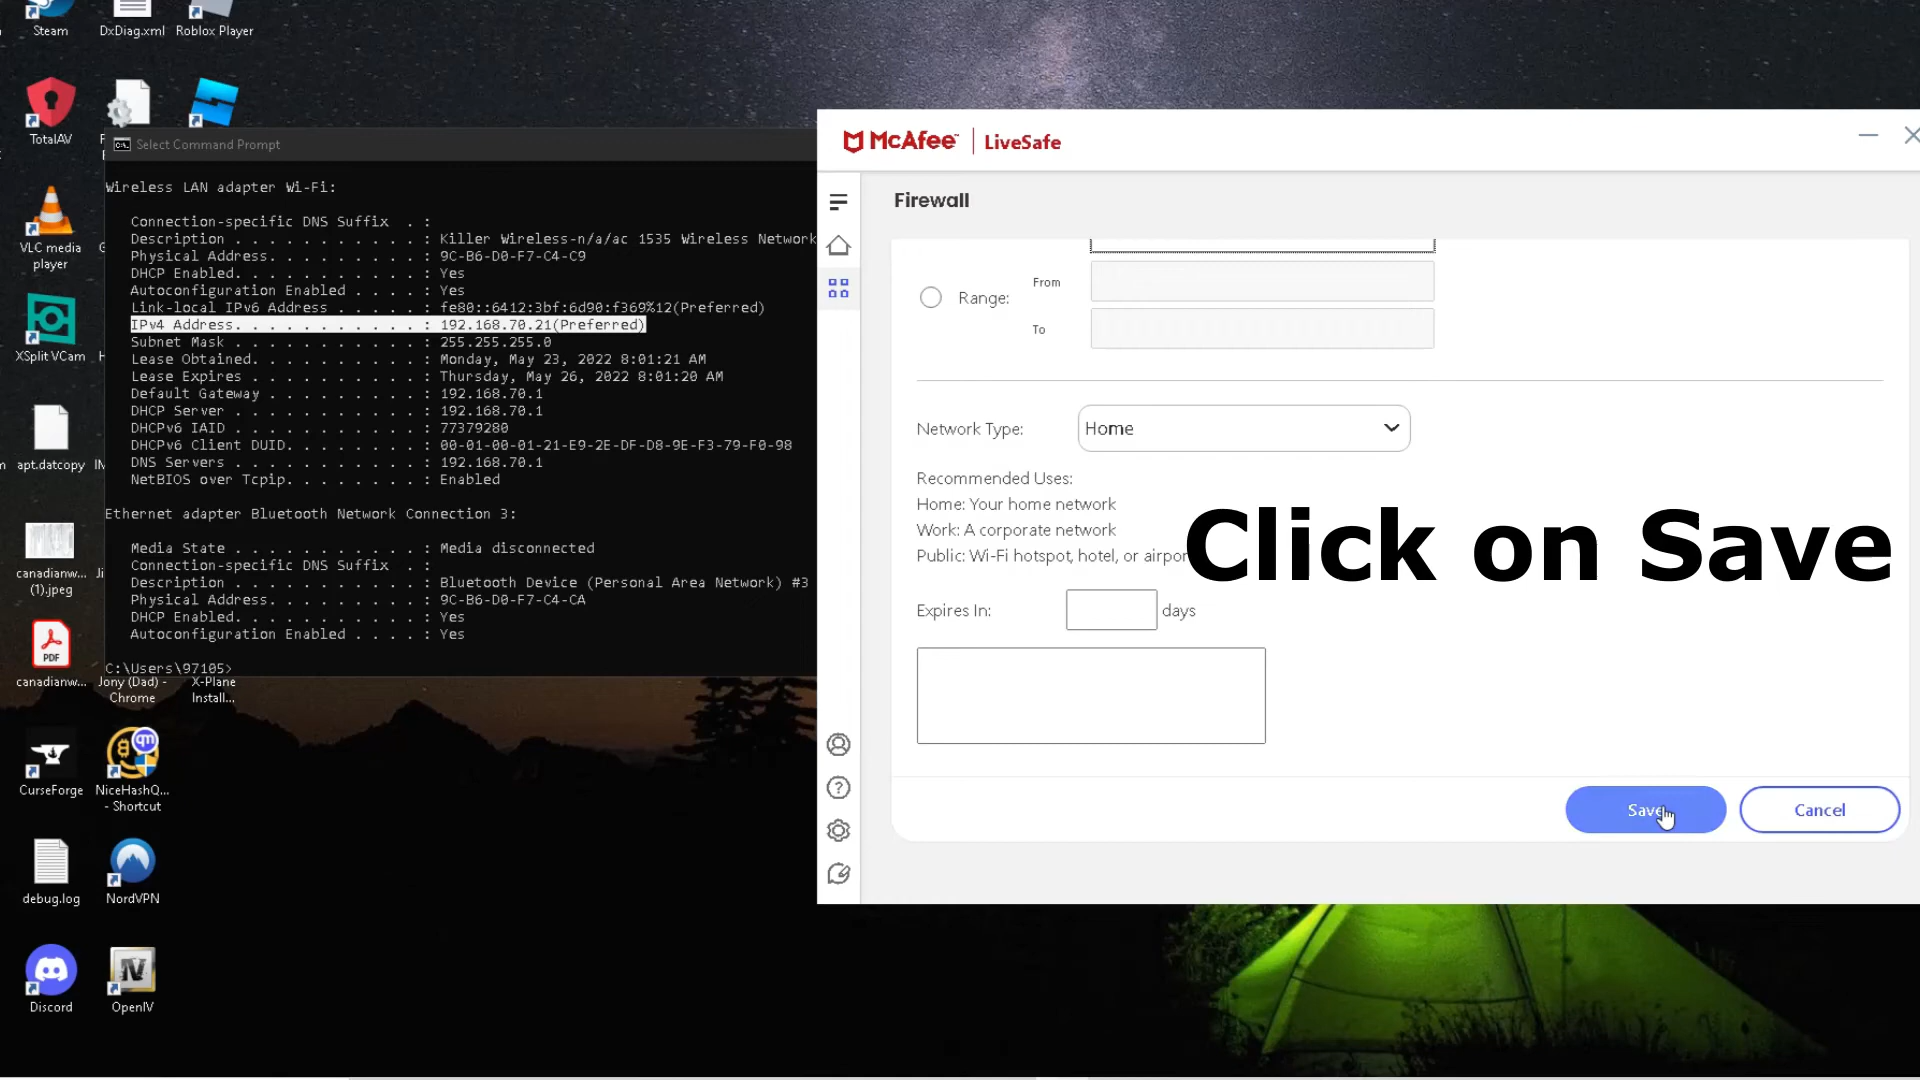 Steam
DxDiag.xml
Roblox Player
TotalAV
VLC media
player
XSplit VCam
apt.datcopy
canadianw...
(1).jpeg
canadianw...
Jony (Dad) -
Chrome
X-Plane
Install...
CurseForge
NiceHashQ...
- Shortcut
debug.log
NordVPN
Discord
OpenIV
Select Command Prompt
Wireless LAN adapter Wi-Fi:
Connection-specific DNS Suffix . :
Description . . . . . . . . . . . : Killer Wireless-n/a/ac 1535 Wireless Network
Physical Address. . . . . . . . . : 9C-B6-D0-F7-C4-C9
DHCP Enabled. . . . . . . . . . . : Yes
Autoconfiguration Enabled . . . . : Yes
Link-local IPv6 Address . . . . . : fe80::6412:3bf:6d90:f369%12(Preferred)
IPv4 Address. . . . . . . . . . . : 192.168.70.21(Preferred)
Subnet Mask . . . . . . . . . . . : 255.255.255.0
Lease Obtained. . . . . . . . . . : Monday, May 23, 2022 8:01:21 AM
Lease Expires . . . . . . . . . . : Thursday, May 26, 2022 8:01:20 AM
Default Gateway . . . . . . . . . : 192.168.70.1
DHCP Server . . . . . . . . . . . : 192.168.70.1
DHCPv6 IAID . . . . . . . . . . . : 77379280
DHCPv6 Client DUID. . . . . . . . : 00-01-00-01-21-E9-2E-DF-D8-9E-F3-79-F0-98
DNS Servers . . . . . . . . . . . : 192.168.70.1
NetBIOS over Tcpip. . . . . . . . : Enabled
Ethernet adapter Bluetooth Network Connection 3:
Media State . . . . . . . . . . . : Media disconnected
Connection-specific DNS Suffix . :
Description . . . . . . . . . . . : Bluetooth Device (Personal Area Network) #3
Physical Address. . . . . . . . . : 9C-B6-D0-F7-C4-CA
DHCP Enabled. . . . . . . . . . . : Yes
Autoconfiguration Enabled . . . . : Yes
C:\Users\97105>
McAfee™ | LiveSafe
Firewall
Range:
From
To
Network Type:
Home
Recommended Uses:
Home: Your home network
Work: A corporate network
Public: Wi-Fi hotspot, hotel, or airpor
Click on Save
Expires In:
days
Save
Cancel